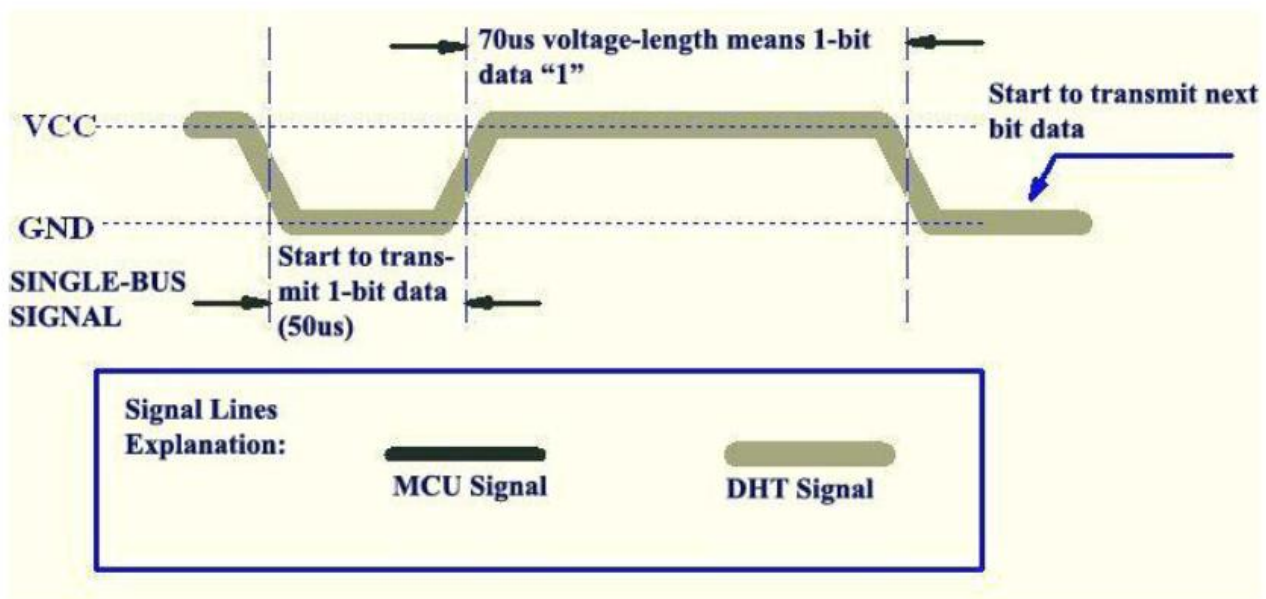 70us voltage-length means 1-bit
data “1”
Start to transmit next
bit data
VCC
GND
Start to trans-
mit 1-bit data
(50us)
SINGLE-BUS
SIGNAL
Signal Lines
Explanation:
MCU Signal
DHT Signal